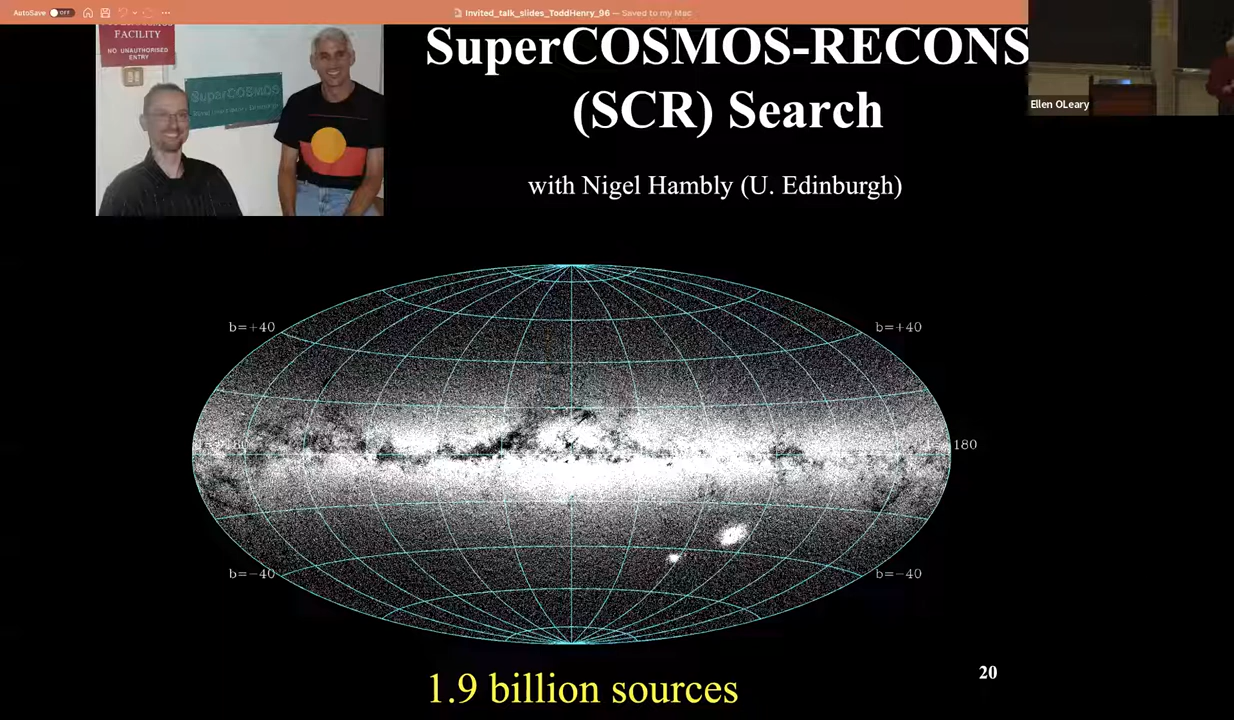 AutoSave OFF
Invited_talk_slides_ToddHenry_96 — Saved to my Mac
FACILITY
NO UNAUTHORISED
ENTRY
SuperCOSMOS
SuperCOSMOS-RECONS
(SCR) Search
with Nigel Hambly (U. Edinburgh)
Ellen OLeary
b=+40
b=+40
180
b=−40
b=−40
1.9 billion sources
20